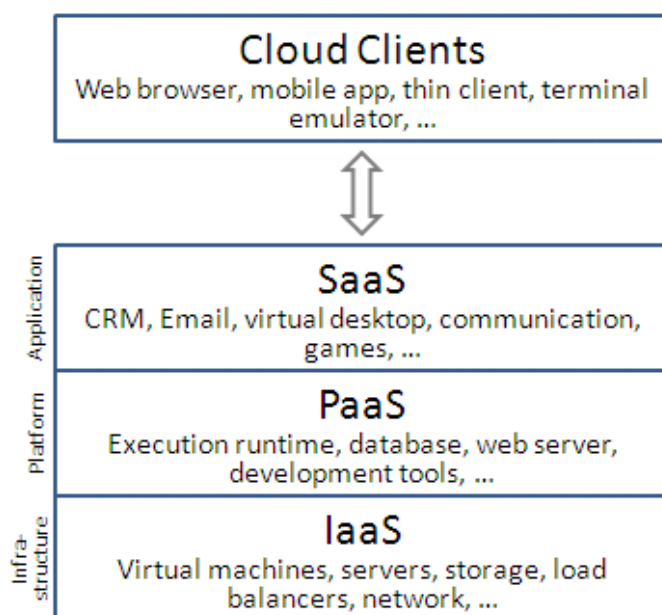 Cloud Clients
Web browser, mobile app, thin client, terminal
emulator, ...
Application
SaaS
CRM, Email, virtual desktop, communication,
games, ...
Platform
PaaS
Execution runtime, database, web server,
development tools, ...
Infra-
structure
IaaS
Virtual machines, servers, storage, load
balancers, network, ...